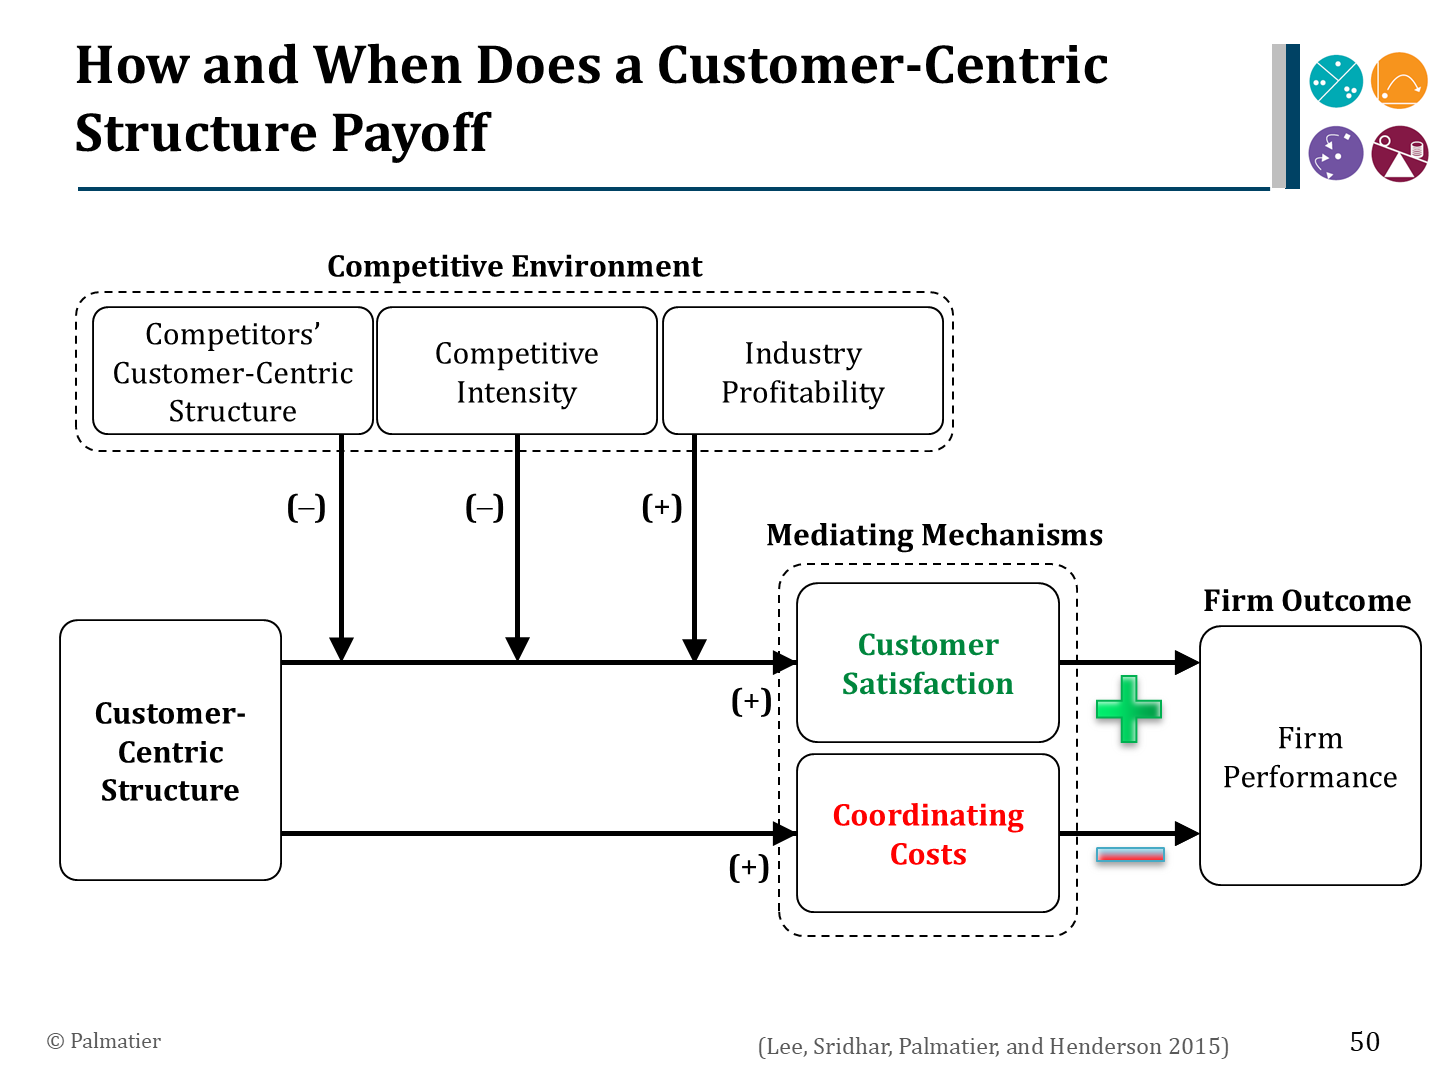 How and When Does a Customer-Centric
Structure Payoff
Competitive Environment
Competitors’
Customer-Centric
Structure
Competitive
Intensity
Industry
Profitability
(–)
(–)
(+)
Mediating Mechanisms
Firm Outcome
Customer-
Centric
Structure
Customer
Satisfaction
(+)
Coordinating
Costs
(+)
Firm
Performance
© Palmatier
(Lee, Sridhar, Palmatier, and Henderson 2015)
50